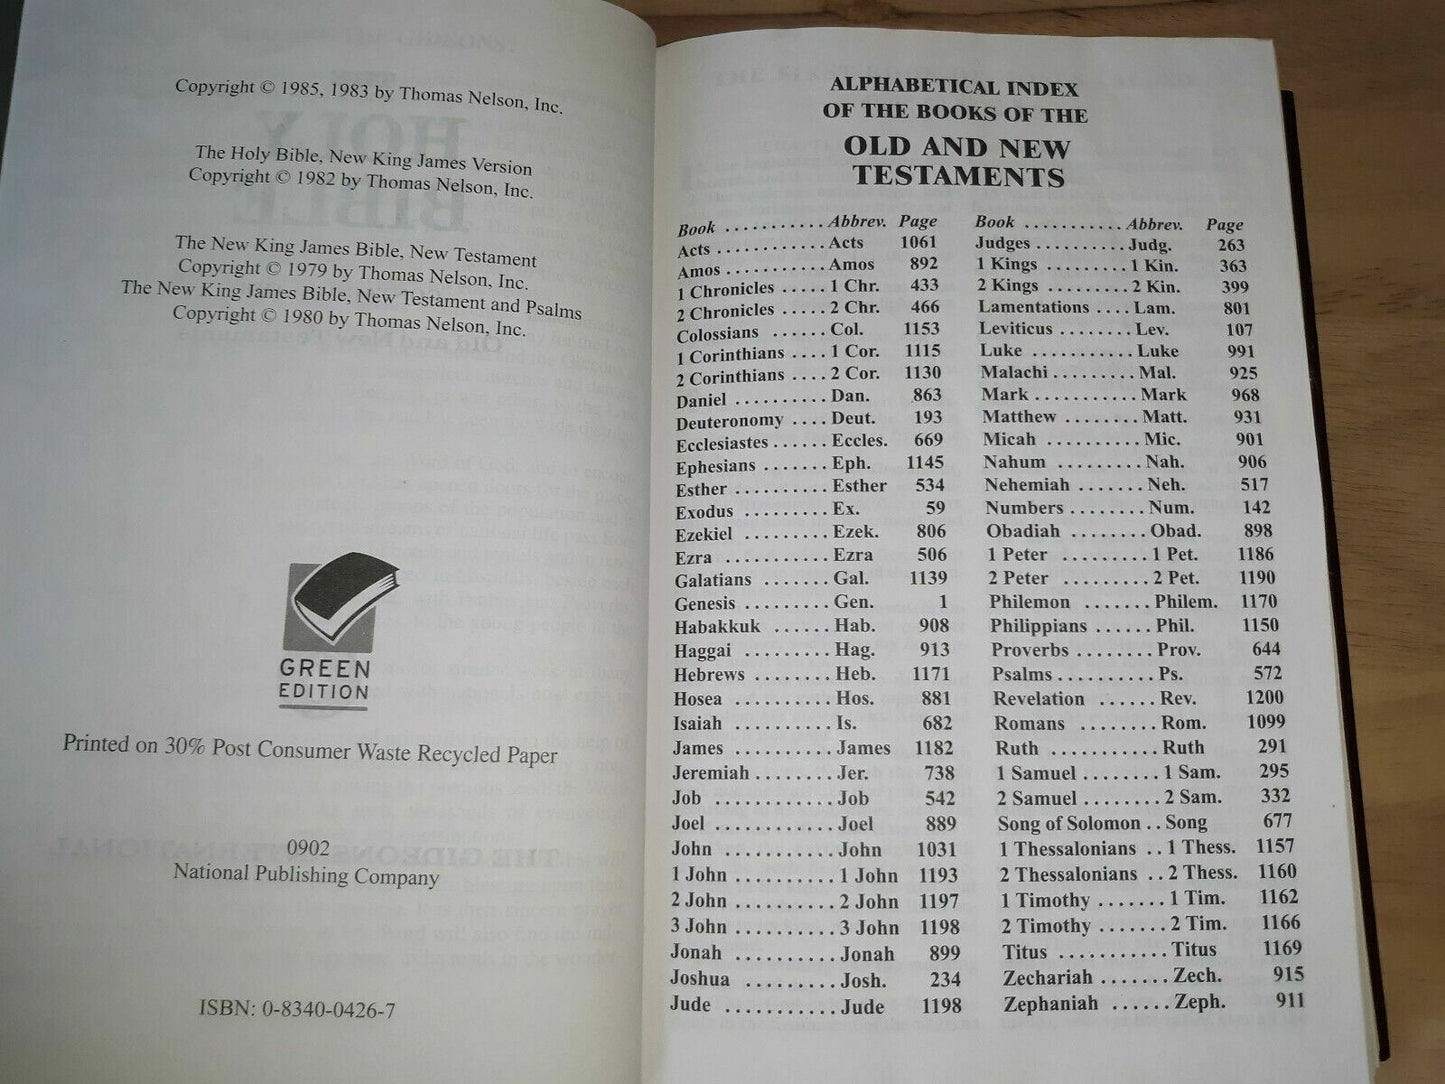 Copyright © 1985, 1983 by Thomas Nelson, Inc.
The Holy Bible, New King James Version
Copyright © 1982 by Thomas Nelson, Inc.
The New King James Bible, New Testament
Copyright © 1979 by Thomas Nelson, Inc.
The New King James Bible, New Testament and Psalms
Copyright © 1980 by Thomas Nelson, Inc.
GREEN
EDITION
Printed on 30% Post Consumer Waste Recycled Paper
0902
National Publishing Company
ISBN: 0-8340-0426-7
ALPHABETICAL INDEX
OF THE BOOKS OF THE
OLD AND NEW
TESTAMENTS
Book ........... Abbrev. Page
Acts ............ Acts 1061
Amos ........... Amos 892
1 Chronicles ..... 1 Chr. 433
2 Chronicles ..... 2 Chr. 466
Colossians ...... Col. 1153
1 Corinthians .... 1 Cor. 1115
2 Corinthians .... 2 Cor. 1130
Daniel .......... Dan. 863
Deuteronomy .... Deut. 193
Ecclesiastes ...... Eccles. 669
Ephesians ....... Eph. 1145
Esther .......... Esther 534
Exodus ......... Ex. 59
Ezekiel ......... Ezek. 806
Ezra ........... Ezra 506
Galatians ....... Gal. 1139
Genesis ......... Gen. 1
Habakkuk ...... Hab. 908
Haggai ......... Hag. 913
Hebrews ......... Heb. 1171
Hosea .......... Hos. 881
Isaiah .......... Is. 682
James .......... James 1182
Jeremiah ........ Jer. 738
Job ............ Job 542
Joel ............ Joel 889
John ........... John 1031
1 John .......... 1 John 1193
2 John .......... 2 John 1197
3 John .......... 3 John 1198
Jonah ........... Jonah 899
Joshua ......... Josh. 234
Jude ........... Jude 1198
Book ........... Abbrev. Page
Judges .......... Judg. 263
1 Kings ......... 1 Kin. 363
2 Kings ......... 2 Kin. 399
Lamentations .... Lam. 801
Leviticus ........ Lev. 107
Luke ........... Luke 991
Malachi ......... Mal. 925
Mark ........... Mark 968
Matthew ........ Matt. 931
Micah .......... Mic. 901
Nahum ......... Nah. 906
Nehemiah ....... Neh. 517
Numbers ........ Num. 142
Obadiah ........ Obad. 898
1 Peter ......... 1 Pet. 1186
2 Peter ......... 2 Pet. 1190
Philemon ....... Philem. 1170
Philippians ...... Phil. 1150
Proverbs ........ Prov. 644
Psalms .......... Ps. 572
Revelation ...... Rev. 1200
Romans ........ Rom. 1099
Ruth ........... Ruth 291
1 Samuel ........ 1 Sam. 295
2 Samuel ........ 2 Sam. 332
Song of Solomon .. Song 677
1 Thessalonians .. 1 Thess. 1157
2 Thessalonians .. 2 Thess. 1160
1 Timothy ....... 1 Tim. 1162
2 Timothy ....... 2 Tim. 1166
Titus ........... Titus 1169
Zechariah ....... Zech. 915
Zephaniah ...... Zeph. 911